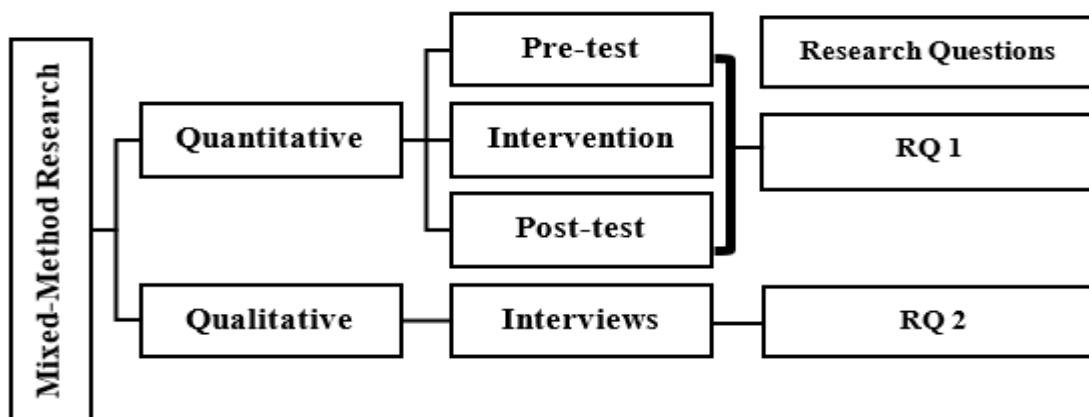 Mixed-Method Research
Quantitative
Pre-test
Intervention
Post-test
Research Questions
RQ 1
Qualitative
Interviews
RQ 2